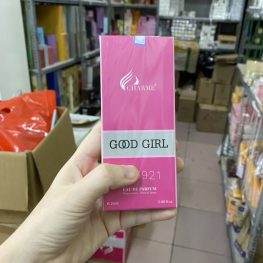 CHARME
GOOD GIRL
921
EAU DE PARFUM